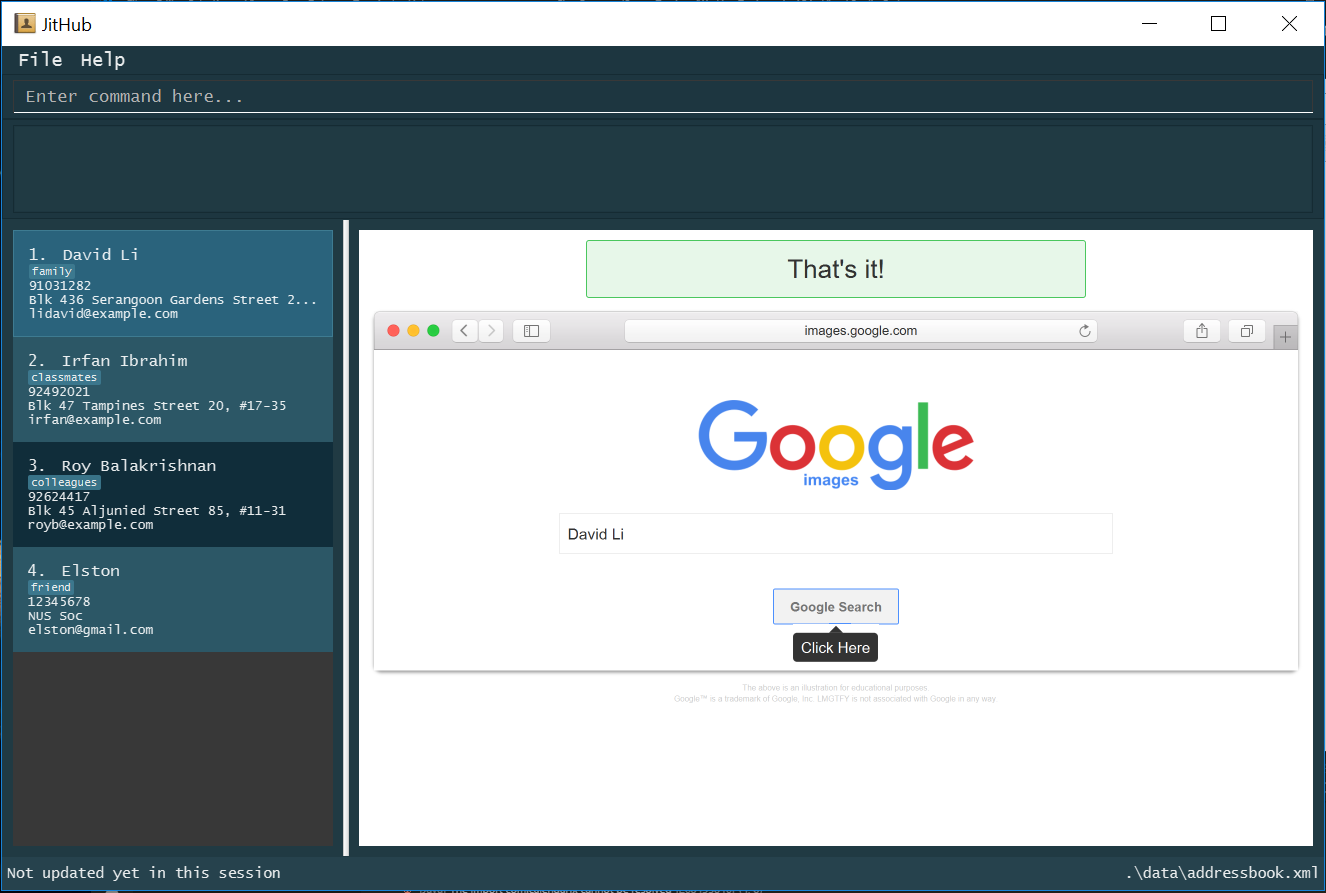 JitHub
File Help
Enter command here...
1. David Li
family
91031282
Blk 436 Serangoon Gardens Street 2...
lidavid@example.com
2. Irfan Ibrahim
classmates
92492021
Blk 47 Tampines Street 20, #17-35
irfan@example.com
3. Roy Balakrishnan
colleagues
92624417
Blk 45 Aljunied Street 85, #11-31
royb@example.com
4. Elston
friend
12345678
NUS Soc
elston@gmail.com
That's it!
images.google.com
Google
images
David Li
Google Search
Click Here
The above is an illustration for educational purposes.
Google™ is a trademark of Google, Inc. LMGTFY is not associated with Google in any way
Not updated yet in this session
.\data\addressbook.xml